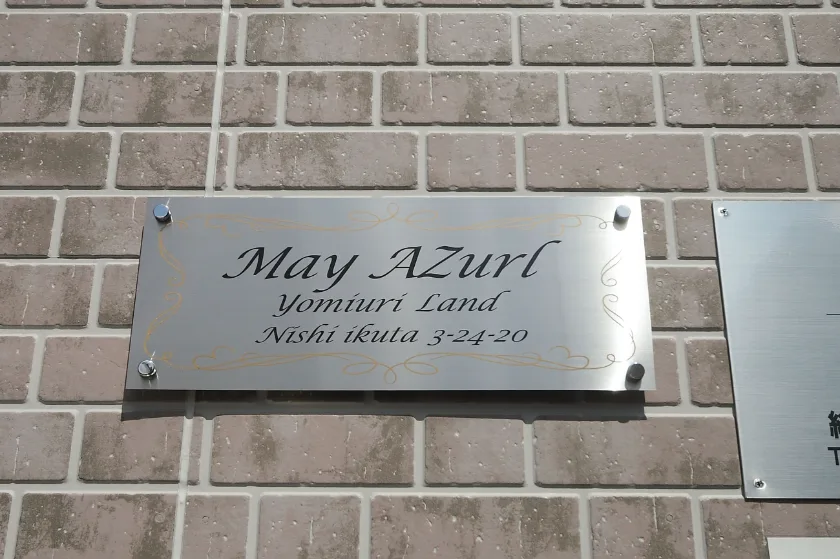 May AZurl
Yomiuri Land
Nishi ikuta 3-24-20